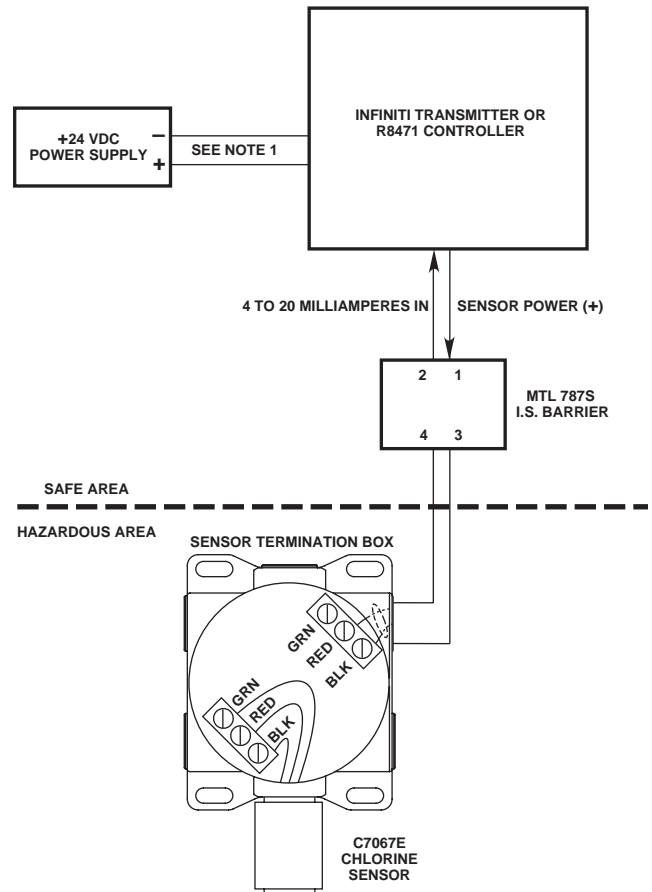 INFINITI TRANSMITTER OR
R8471 CONTROLLER
+24 VDC
POWER SUPPLY
–
+
SEE NOTE 1
4 TO 20 MILLIAMPERES IN
SENSOR POWER (+)
2 1
4 3
MTL 787S
I.S. BARRIER
SAFE AREA
HAZARDOUS AREA
SENSOR TERMINATION BOX
GRN
RED
BLK
GRN
RED
BLK
C7067E
CHLORINE
SENSOR